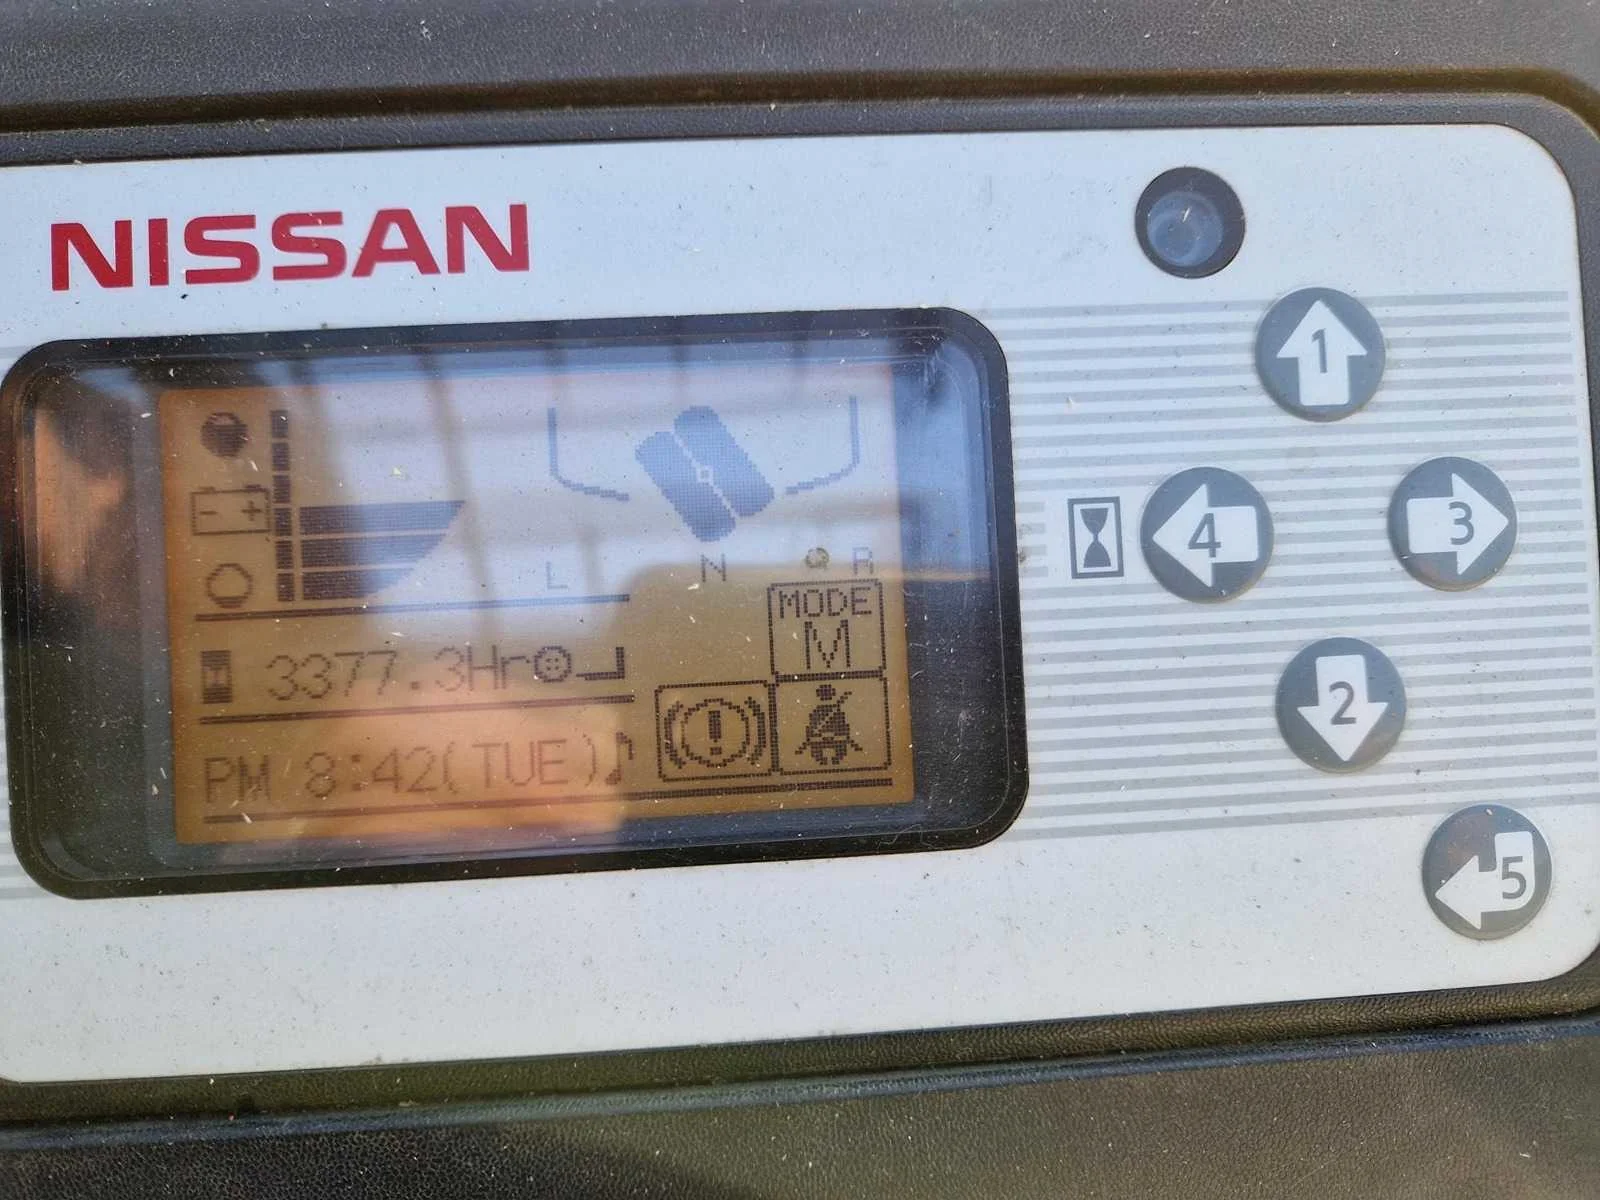 NISSAN
L N R
MODE
M
3377.3Hr
PM 8:42(TUE)
1
4
3
2
5